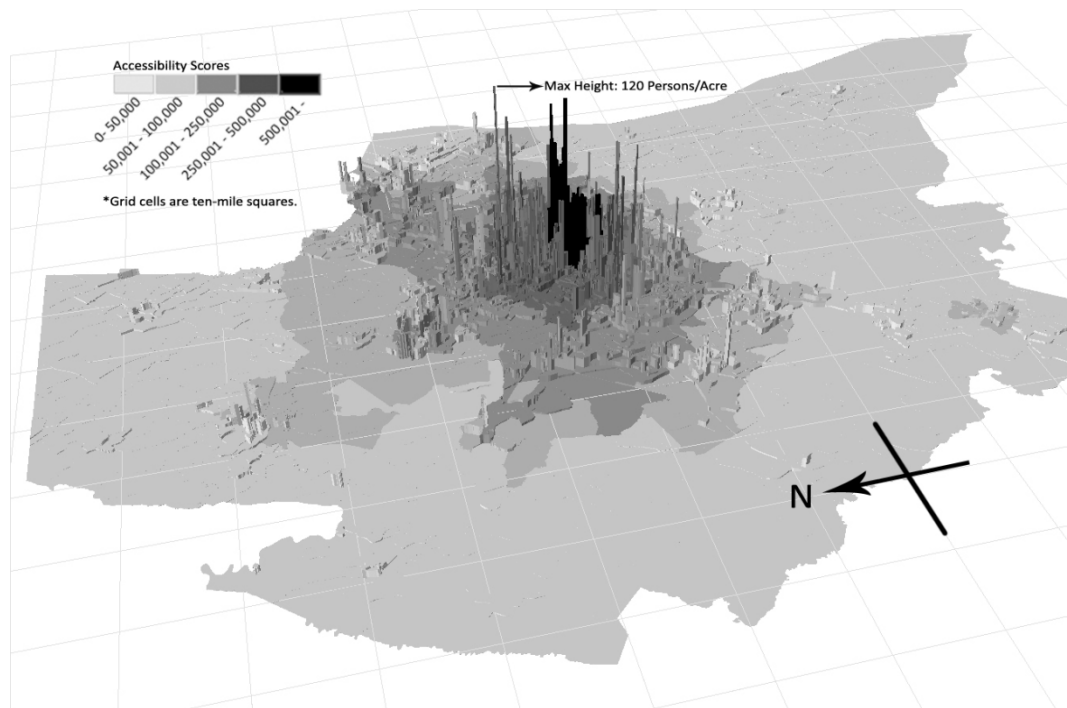 Accessibility Scores
Max Height: 120 Persons/Acre
0- 50,000
50,001 - 100,000
100,001 - 250,000
250,001 - 500,000
500,001 -
*Grid cells are ten-mile squares.
N